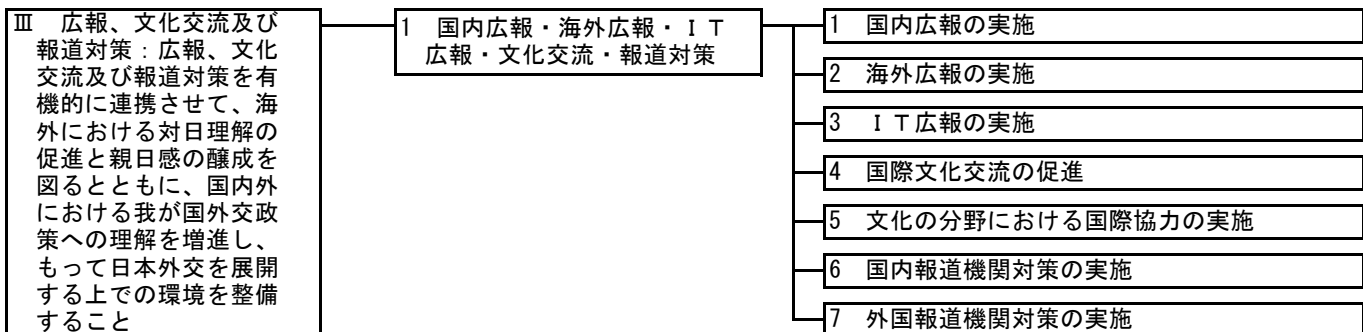 Ⅲ　広報、文化交流及び
報道対策：広報、文化
交流及び報道対策を有
機的に連携させて、海
外における対日理解の
促進と親日感の醸成を
図るとともに、国内外
における我が国外交政
策への理解を増進し、
もって日本外交を展開
する上での環境を整備
すること
1　国内広報・海外広報・ＩＴ
広報・文化交流・報道対策
1　国内広報の実施
2　海外広報の実施
3　ＩＴ広報の実施
4　国際文化交流の促進
5　文化の分野における国際協力の実施
6　国内報道機関対策の実施
7　外国報道機関対策の実施